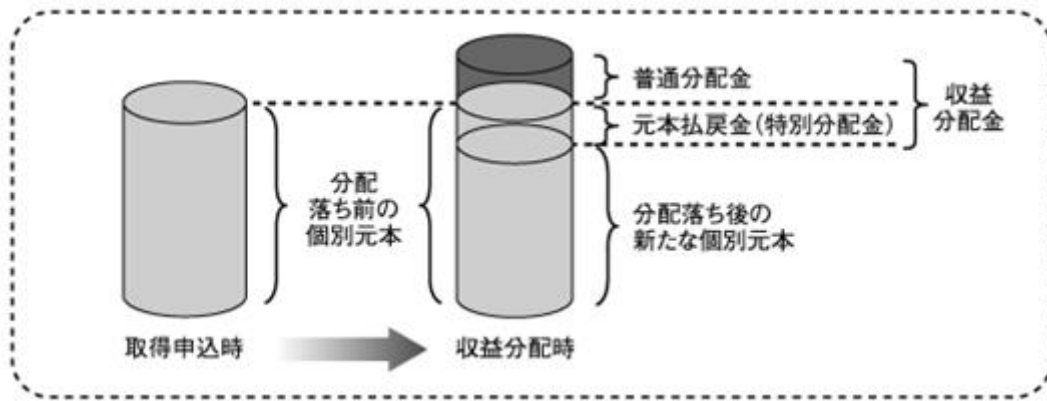 普通分配金
元本払戻金(特別分配金)
収益
分配金
分配
落ち前の
個別元本
分配落ち後の
新たな個別元本
取得申込時
収益分配時